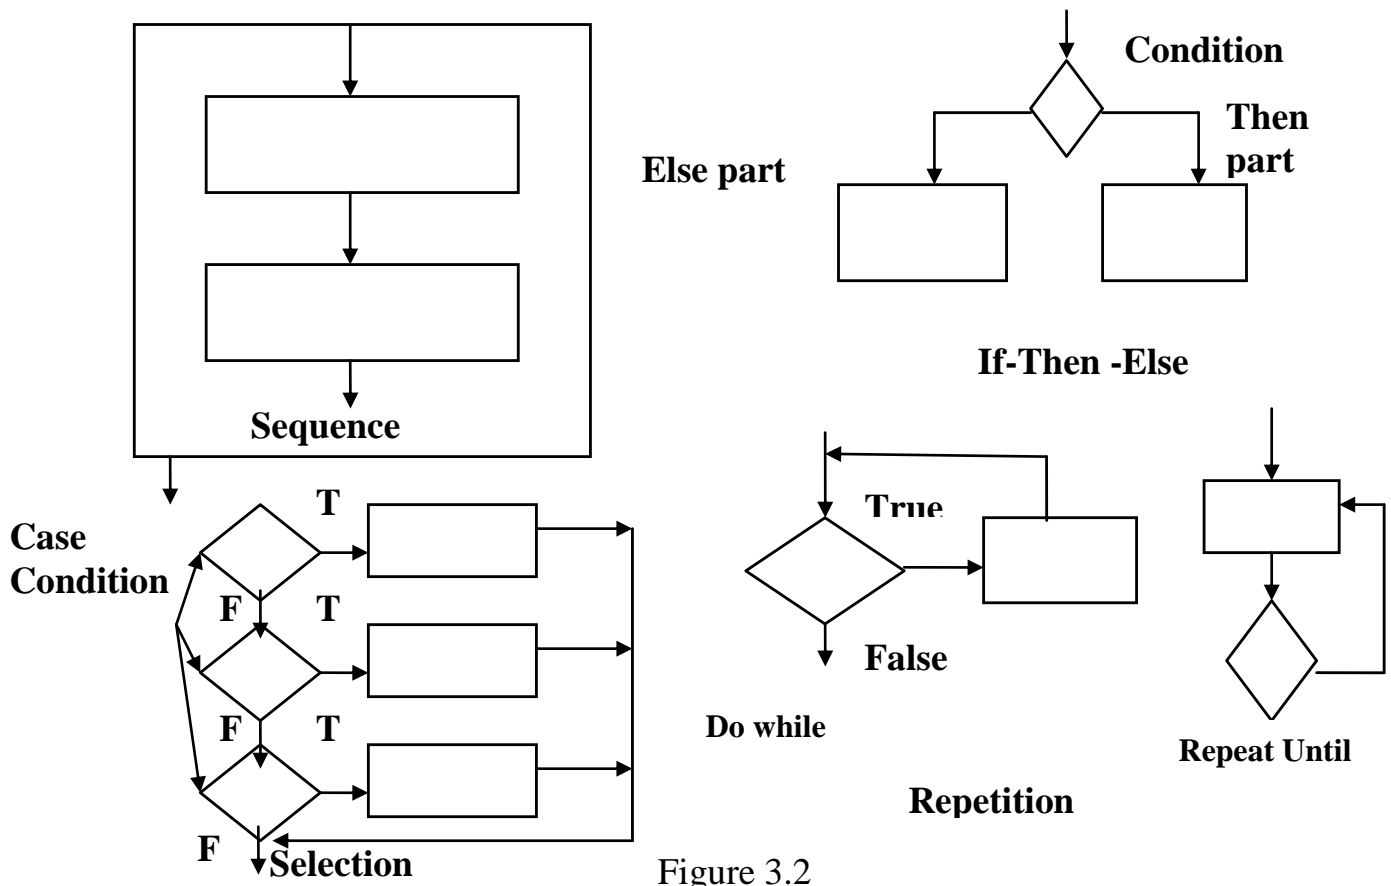 Condition
Then
part
Else part
If-Then -Else
Sequence
Case
Condition
T
F
T
F
T
F
Selection
True
False
Do while
Repeat Until
Repetition
Figure 3.2